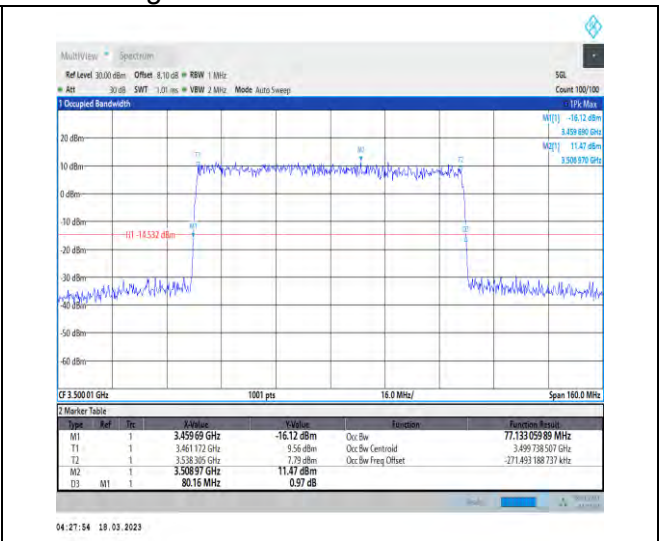 MultiView Spectrum
Ref Level 30.00 dBm Offset 8.10 dB RBW 1 MHz SGL
Att 30 dB SWT 1.01 ms VBW 2 MHz Mode Auto Sweep Count 100/100
1 Occupied Bandwidth 1Pk Max
M1[1] -16.12 dBm
3.459 690 GHz
M2[1] 11.47 dBm
3.508 970 GHz
20 dBm
10 dBm
0 dBm
-10 dBm
H1 -14.532 dBm
-20 dBm
-30 dBm
-40 dBm
-50 dBm
-60 dBm
T1
M2
T2
M1
CF 3.500 01 GHz 1001 pts 16.0 MHz/ Span 160.0 MHz
2 Marker Table
Type Ref Trc X-Value Y-Value Function Function Result
M1 1 3.459 69 GHz -16.12 dBm Occ Bw 77.133 059 89 MHz
T1 1 3.461 172 GHz 9.56 dBm Occ Bw Centroid 3.499 738 507 GHz
T2 1 3.538 305 GHz 7.79 dBm Occ Bw Freq Offset -271.493 188 737 kHz
M2 1 3.508 97 GHz 11.47 dBm
D3 M1 1 80.16 MHz 0.97 dB
04:27:54 18.03.2023